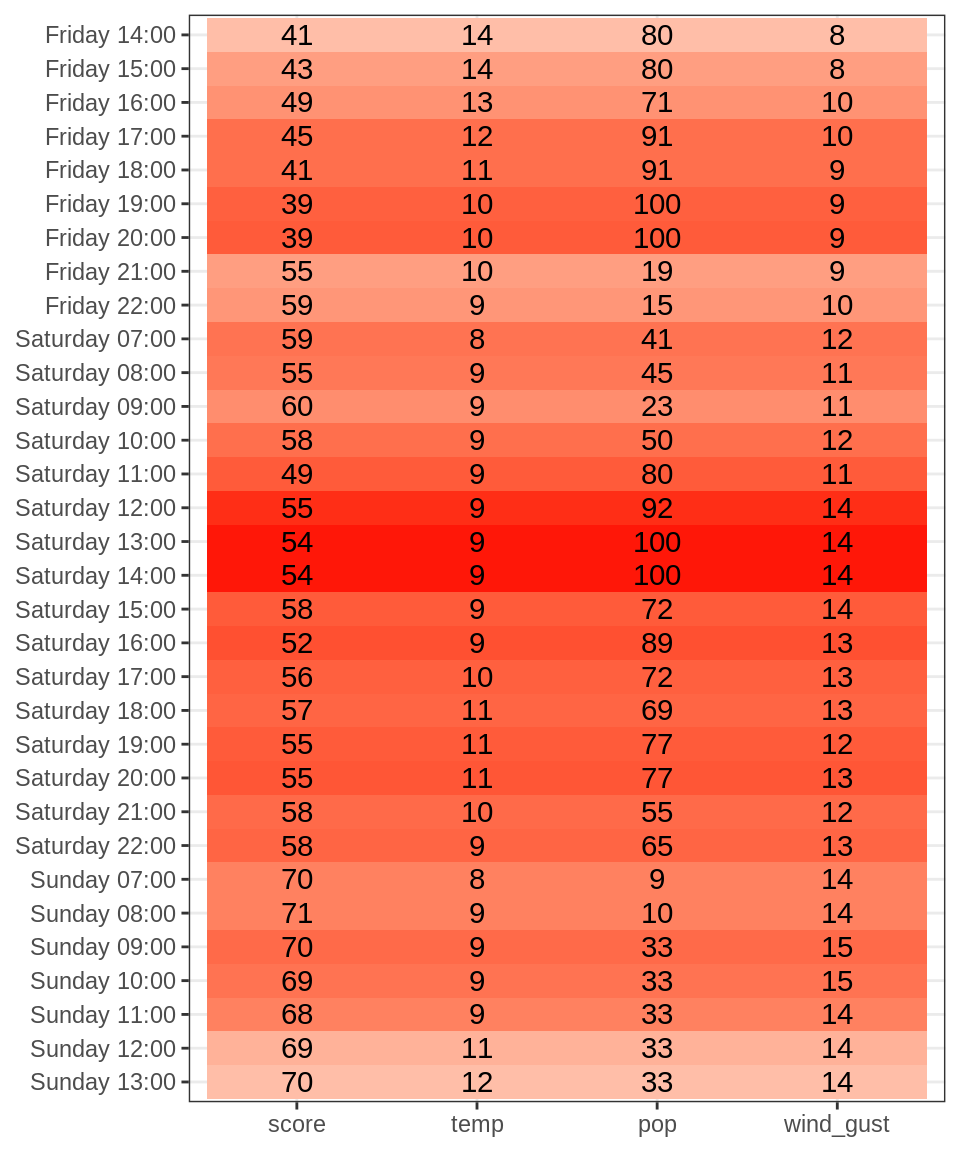 Friday 14:00 41 14 80 8
Friday 15:00 43 14 80 8
Friday 16:00 49 13 71 10
Friday 17:00 45 12 91 10
Friday 18:00 41 11 91 9
Friday 19:00 39 10 100 9
Friday 20:00 39 10 100 9
Friday 21:00 55 10 19 9
Friday 22:00 59 9 15 10
Saturday 07:00 59 8 41 12
Saturday 08:00 55 9 45 11
Saturday 09:00 60 9 23 11
Saturday 10:00 58 9 50 12
Saturday 11:00 49 9 80 11
Saturday 12:00 55 9 92 14
Saturday 13:00 54 9 100 14
Saturday 14:00 54 9 100 14
Saturday 15:00 58 9 72 14
Saturday 16:00 52 9 89 13
Saturday 17:00 56 10 72 13
Saturday 18:00 57 11 69 13
Saturday 19:00 55 11 77 12
Saturday 20:00 55 11 77 13
Saturday 21:00 58 10 55 12
Saturday 22:00 58 9 65 13
Sunday 07:00 70 8 9 14
Sunday 08:00 71 9 10 14
Sunday 09:00 70 9 33 15
Sunday 10:00 69 9 33 15
Sunday 11:00 68 9 33 14
Sunday 12:00 69 11 33 14
Sunday 13:00 70 12 33 14
score temp pop wind_gust